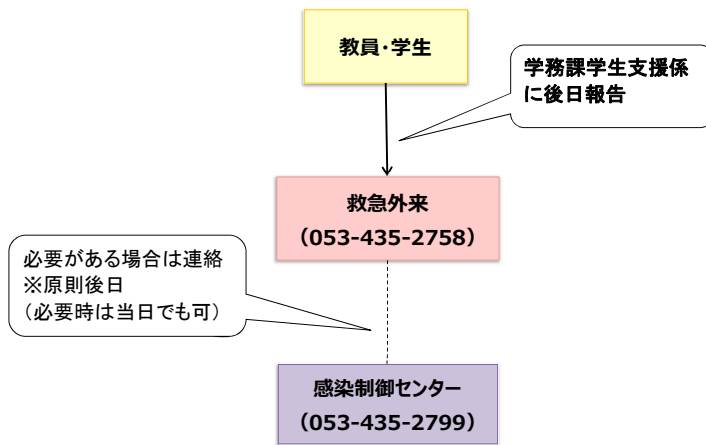 教員・学生
学務課学生支援係
に後日報告
救急外来
（053-435-2758）
必要がある場合は連絡
※原則後日
（必要時は当日でも可）
感染制御センター
（053-435-2799）